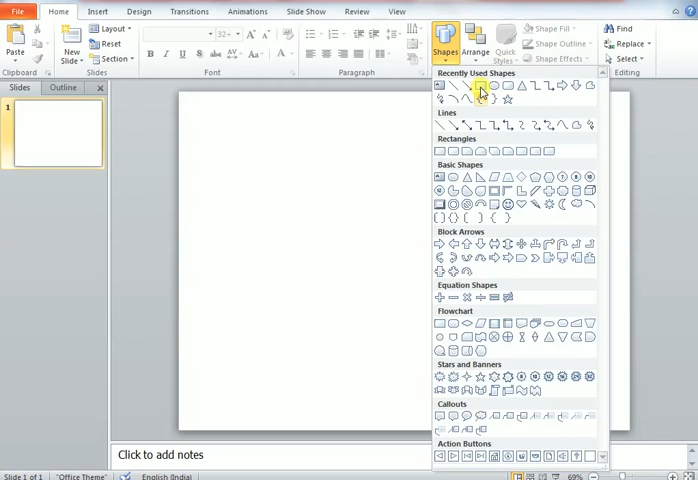 File Home Insert Design Transitions Animations Slide Show Review View
Paste
New Slide
Layout
Reset
Section
B I U S abc AV Aa A
Shapes
Arrange
Quick Styles
Shape Fill
Shape Outline
Shape Effects
Find
Replace
Select
Clipboard Slides Font Paragraph Editing
Slides Outline
1
Recently Used Shapes
Lines
Rectangles
Basic Shapes
Block Arrows
Equation Shapes
Flowchart
Stars and Banners
Callouts
Action Buttons
Click to add notes
Slide 1 of 1 "Office Theme" English (India) 69%